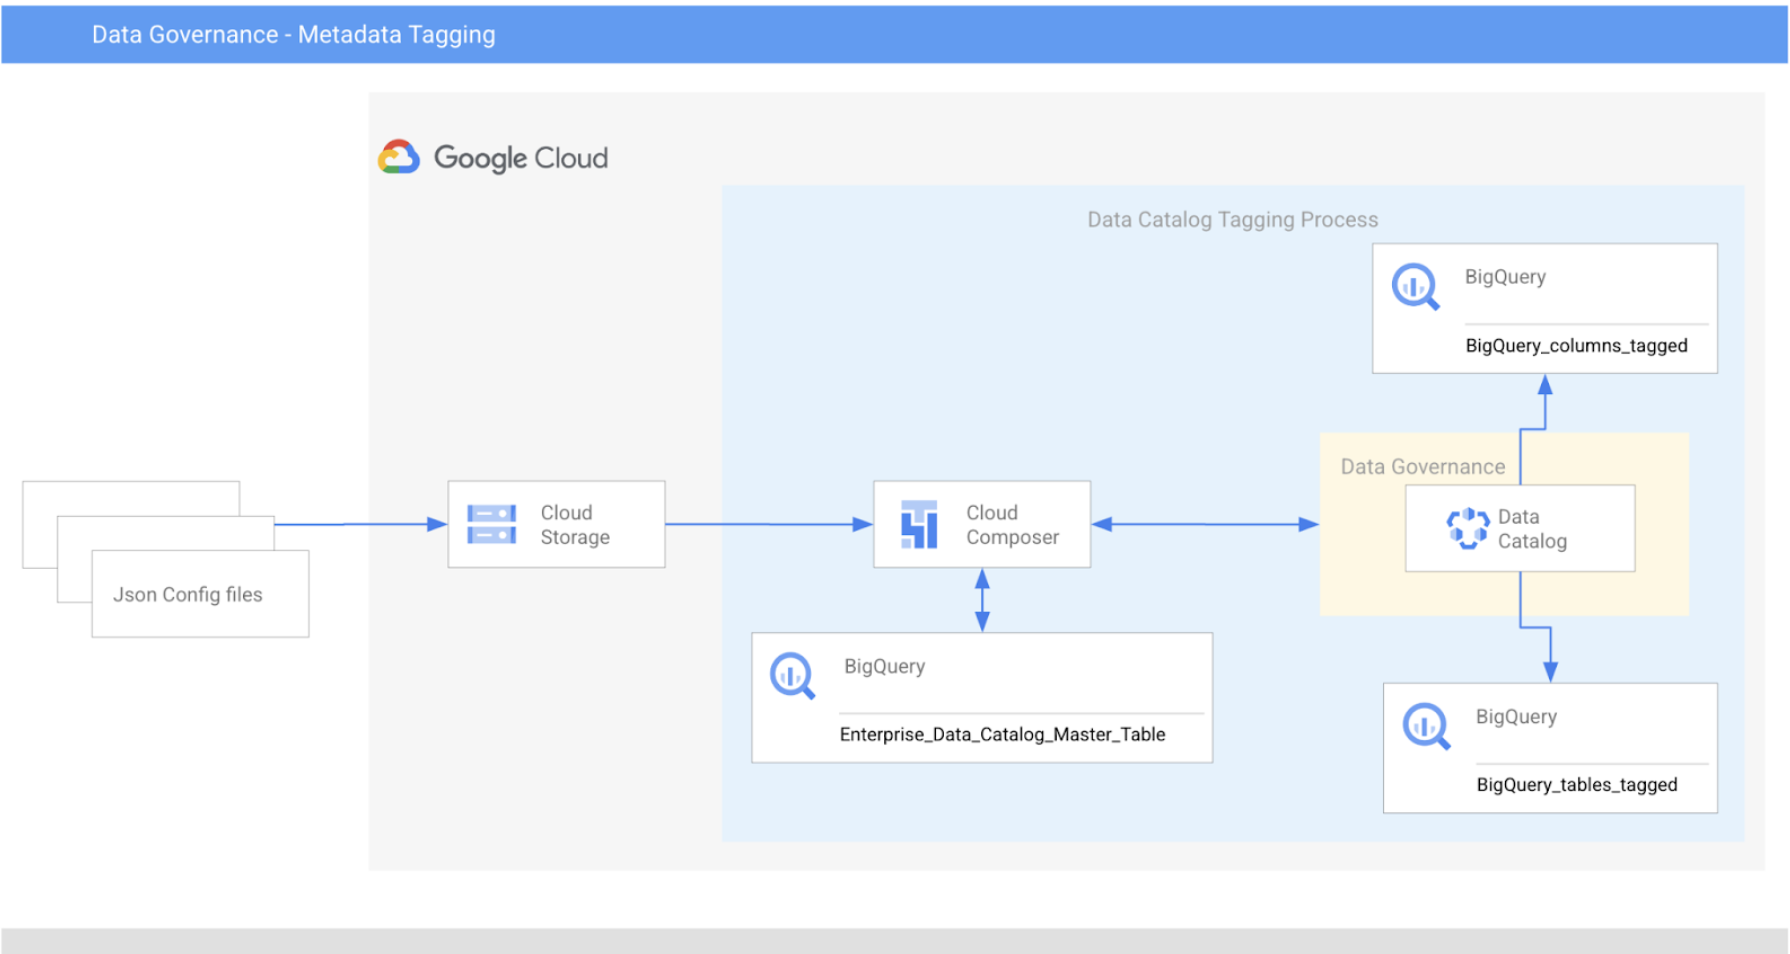 Data Governance - Metadata Tagging
Google Cloud
Data Catalog Tagging Process
BigQuery
BigQuery_columns_tagged
Data Governance
Data
Catalog
Json Config files
Cloud
Storage
Cloud
Composer
BigQuery
Enterprise_Data_Catalog_Master_Table
BigQuery
BigQuery_tables_tagged